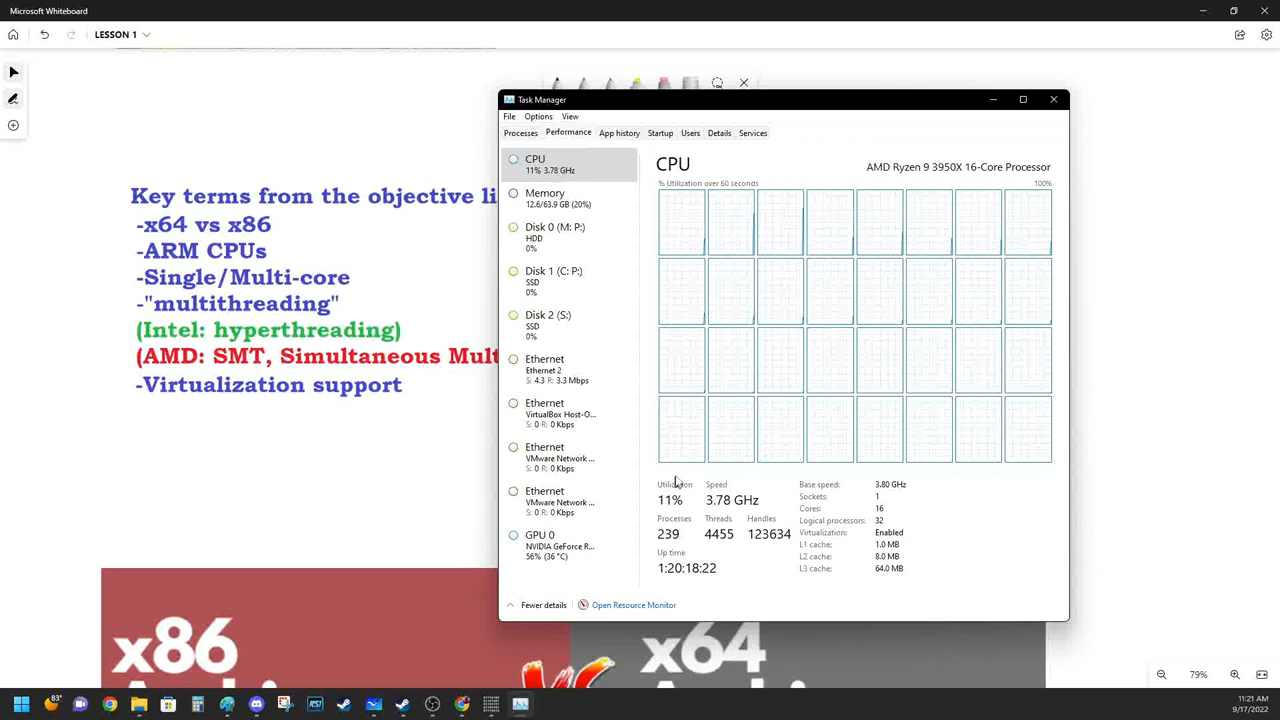 Microsoft Whiteboard
LESSON 1
Key terms from the objective li
-x64 vs x86
-ARM CPUs
-Single/Multi-core
-"multithreading"
(Intel: hyperthreading)
(AMD: SMT, Simultaneous Mul
-Virtualization support
Task Manager
File Options View
Processes Performance App history Startup Users Details Services
CPU
11% 3.78 GHz
Memory
12.6/63.9 GB (20%)
Disk 0 (M: P:)
HDD
0%
Disk 1 (C: P:)
SSD
0%
Disk 2 (S:)
SSD
0%
Ethernet
Ethernet 2
S: 4.3 R: 3.3 Mbps
Ethernet
VirtualBox Host-O...
S: 0 R: 0 Kbps
Ethernet
VMware Network ...
S: 0 R: 0 Kbps
Ethernet
VMware Network ...
S: 0 R: 0 Kbps
GPU 0
NVIDIA GeForce R...
56% (36 °C)
CPU AMD Ryzen 9 3950X 16-Core Processor
% Utilization over 60 seconds 100%
Utilization Speed
11% 3.78 GHz
Processes Threads Handles
239 4455 123634
Up time
1:20:18:22
Base speed: 3.80 GHz
Sockets: 1
Cores: 16
Logical processors: 32
Virtualization: Enabled
L1 cache: 1.0 MB
L2 cache: 8.0 MB
L3 cache: 64.0 MB
Fewer details Open Resource Monitor
x86
x64
VS
79%
83°
RSI
11:21 AM
9/17/2022